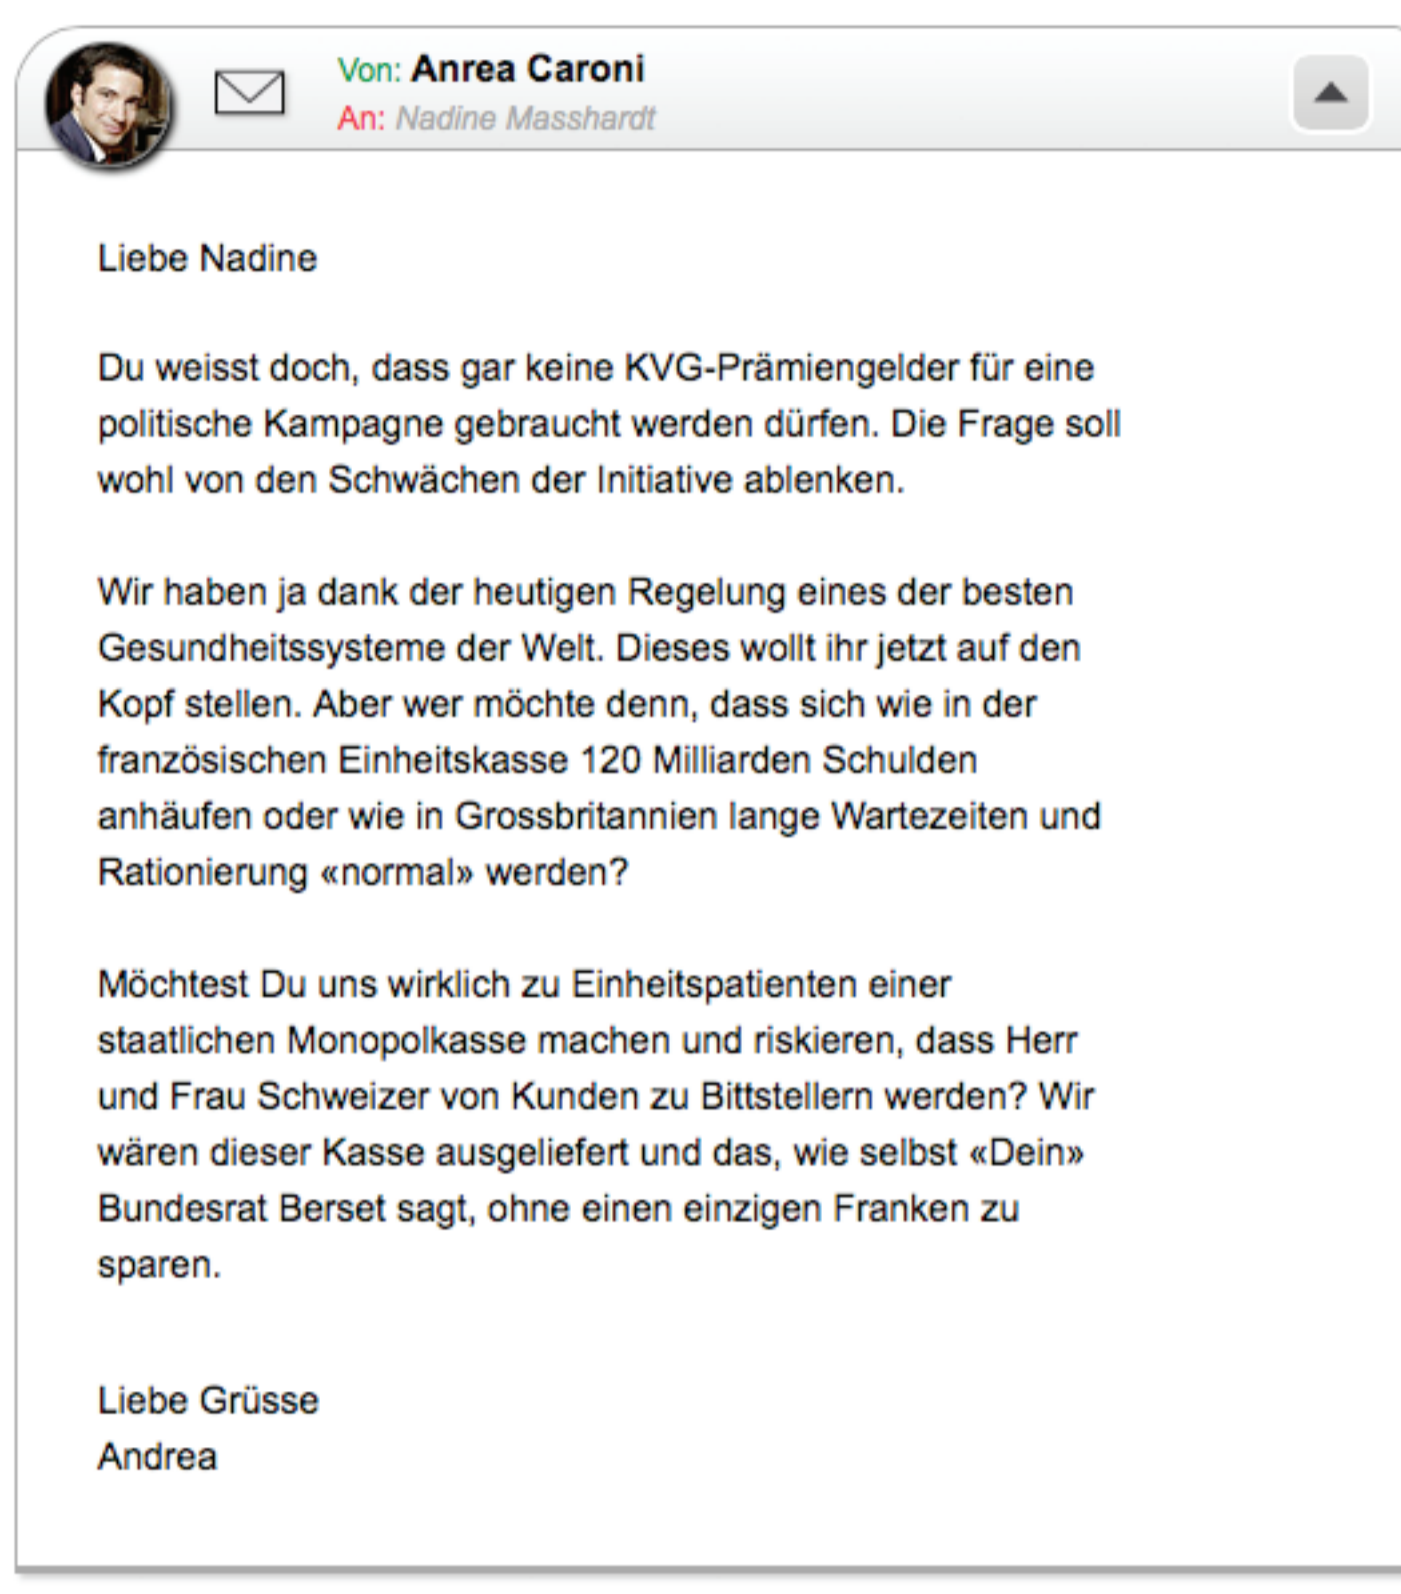 Von: Anrea Caroni
An: Nadine Masshardt
Liebe Nadine
Du weisst doch, dass gar keine KVG-Prämiengelder für eine
politische Kampagne gebraucht werden dürfen. Die Frage soll
wohl von den Schwächen der Initiative ablenken.
Wir haben ja dank der heutigen Regelung eines der besten
Gesundheitssysteme der Welt. Dieses wollt ihr jetzt auf den
Kopf stellen. Aber wer möchte denn, dass sich wie in der
französischen Einheitskasse 120 Milliarden Schulden
anhäufen oder wie in Grossbritannien lange Wartezeiten und
Rationierung «normal» werden?
Möchtest Du uns wirklich zu Einheitspatienten einer
staatlichen Monopolkasse machen und riskieren, dass Herr
und Frau Schweizer von Kunden zu Bittstellern werden? Wir
wären dieser Kasse ausgeliefert und das, wie selbst «Dein»
Bundesrat Berset sagt, ohne einen einzigen Franken zu
sparen.
Liebe Grüsse
Andrea